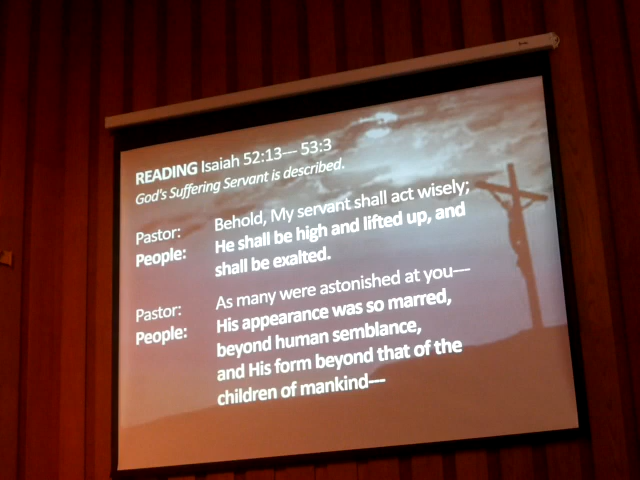 READING Isaiah 52:13— 53:3
God's Suffering Servant is described.
Pastor: Behold, My servant shall act wisely;
People: He shall be high and lifted up, and
shall be exalted.
Pastor: As many were astonished at you—
People: His appearance was so marred,
beyond human semblance,
and His form beyond that of the
children of mankind—